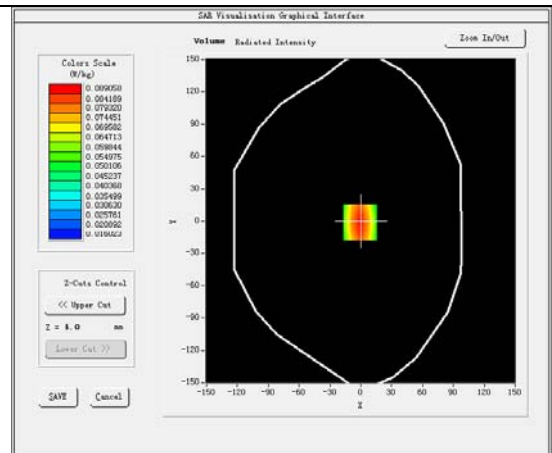 SAR Visualisation Graphical Interface
Volume Radiated Intensity
Zoom In/Out
Colors Scale
(W/kg)
0.089058
0.084189
0.079320
0.074451
0.069582
0.064713
0.059844
0.054975
0.050106
0.045237
0.040368
0.035499
0.030630
0.025761
0.020892
0.016023
150
120
90
60
30
0
-30
-60
-90
-120
-150
Y
-150 -120 -90 -60 -30 0 30 60 90 120 150
X
Z-Cuts Control
<< Upper Cut
Z = 4.0 mm
Lower Cut >>
SAVE Cancel